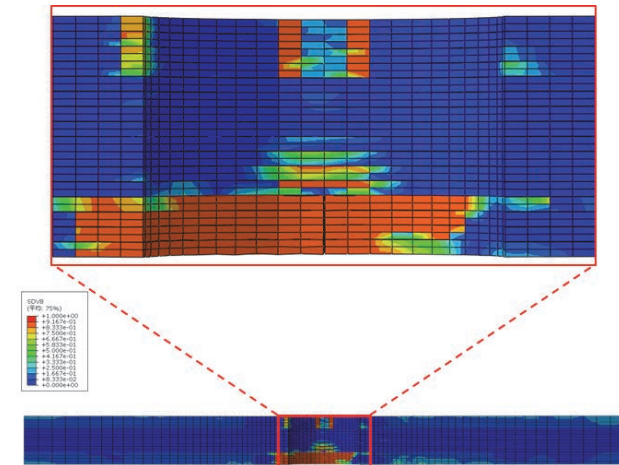 SDV8
(平均: 75%)
+1.000e+00
+9.167e-01
+8.333e-01
+7.500e-01
+6.667e-01
+5.833e-01
+5.000e-01
+4.167e-01
+3.333e-01
+2.500e-01
+1.667e-01
+8.333e-02
+0.000e+00